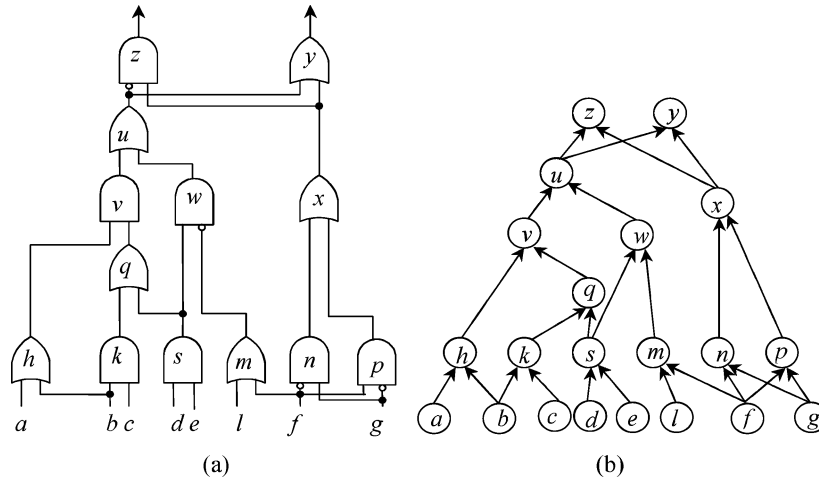 z y
u
v w x
q
h k s m n p
a b c d e l f g
(a)
z y
u
x
v w
q
h k s m n p
a b c d e l f g
(b)